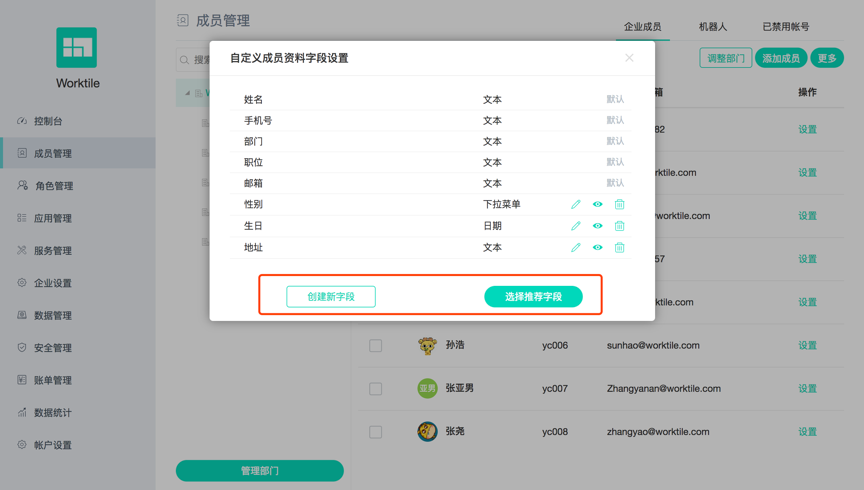 Worktile
控制台
成员管理
角色管理
应用管理
服务管理
企业设置
数据管理
安全管理
账单管理
数据统计
帐户设置
成员管理
企业成员
机器人
已禁用帐号
搜索
调整部门
添加成员
更多
W
自定义成员资料字段设置
姓名 文本 默认
手机号 文本 默认
部门 文本 默认
职位 文本 默认
邮箱 文本 默认
性别 下拉菜单
生日 日期
地址 文本
创建新字段
选择推荐字段
箱 操作
82 设置
rktile.com 设置
worktile.com 设置
57 设置
ktile.com 设置
孙浩 yc006 sunhao@worktile.com 设置
亚男 张亚男 yc007 Zhangyanan@worktile.com 设置
张尧 yc008 zhangyao@worktile.com 设置
管理部门